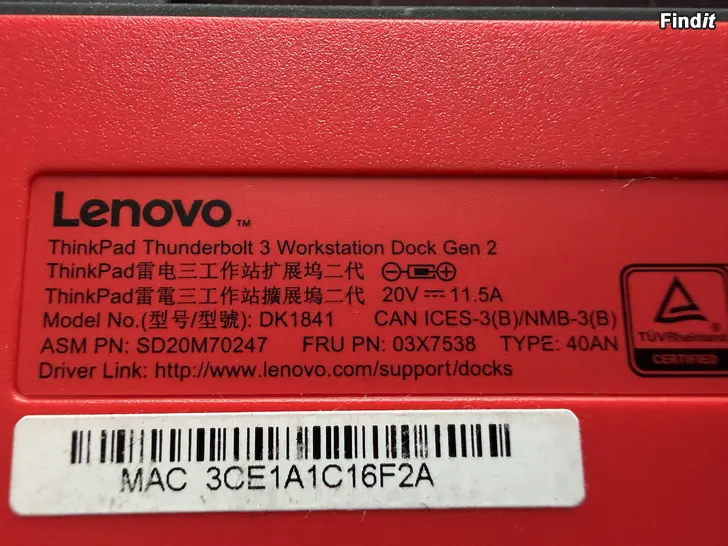 Findit
Lenovo™
ThinkPad Thunderbolt 3 Workstation Dock Gen 2
ThinkPad雷电三工作站扩展坞二代
ThinkPad雷電三工作站擴展塢二代 20V⎓11.5A
Model No.(型号/型號): DK1841 CAN ICES-3(B)/NMB-3(B)
ASM PN: SD20M70247 FRU PN: 03X7538 TYPE: 40AN
Driver Link: http://www.lenovo.com/support/docks
TÜVRheinland
CERTIFIED
MAC 3CE1A1C16F2A